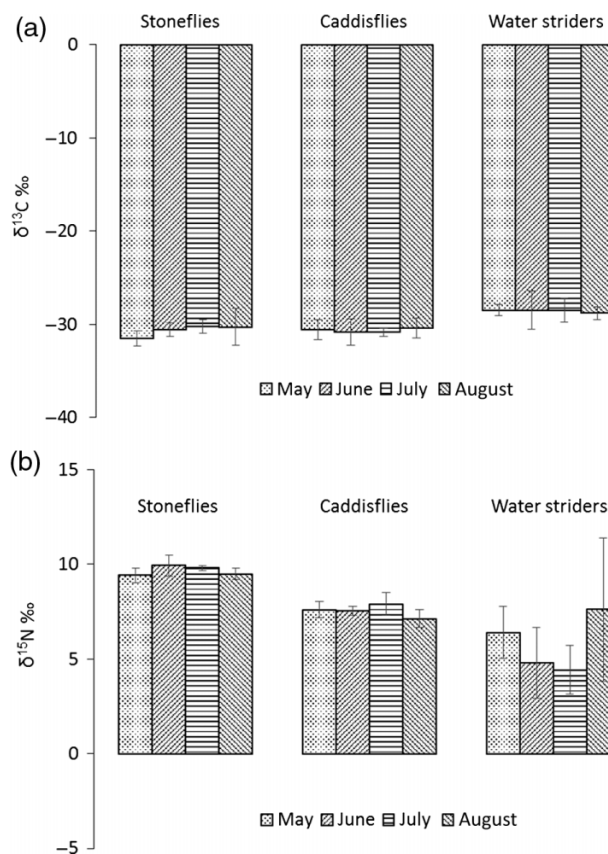 (a)
Stoneflies Caddisflies Water striders
0
–10
–20
–30
–40
δ¹³C ‰
May June July August
(b)
15
Stoneflies Caddisflies Water striders
10
5
0
–5
δ¹⁵N ‰
May June July August